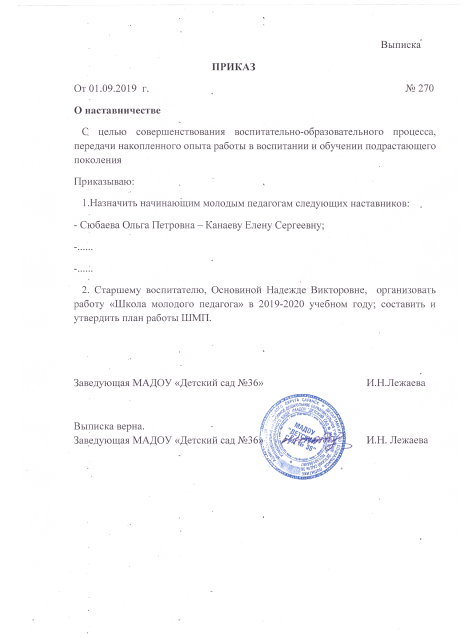 Выписка
ПРИКАЗ
От 01.09.2019 г. № 270
О наставничестве
С целью совершенствования воспитательно-образовательного процесса,
передачи накопленного опыта работы в воспитании и обучении подрастающего
поколения
Приказываю:
1.Назначить начинающим молодым педагогам следующих наставников:
- Сюбаева Ольга Петровна – Канаеву Елену Сергеевну;
-......
-......
2. Старшему воспитателю, Основиной Надежде Викторовне, организовать
работу «Школа молодого педагога» в 2019-2020 учебном году; составить и
утвердить план работы ШМП.
Заведующая МАДОУ «Детский сад №36» И.Н.Лежаева
Выписка верна.
Заведующая МАДОУ «Детский сад №36» И.Н. Лежаева
МАДОУ